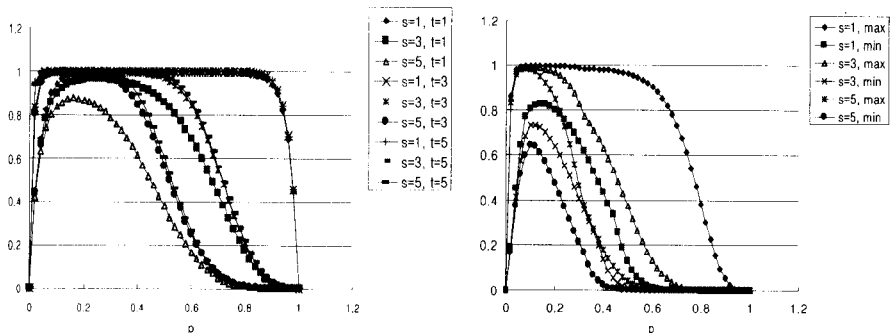 1.2
1
0.8
0.6
0.4
0.2
0
0 0.2 0.4 0.6 0.8 1 1.2
p
s=1, t=1
s=3, t=1
s=5, t=1
s=1, t=3
s=3, t=3
s=5, t=3
s=1, t=5
s=3, t=5
s=5, t=5
1.2
1
0.8
0.6
0.4
0.2
0
0 0.2 0.4 0.6 0.8 1 1.2
p
s=1, max
s=1, min
s=3, max
s=3, min
s=5, max
s=5, min